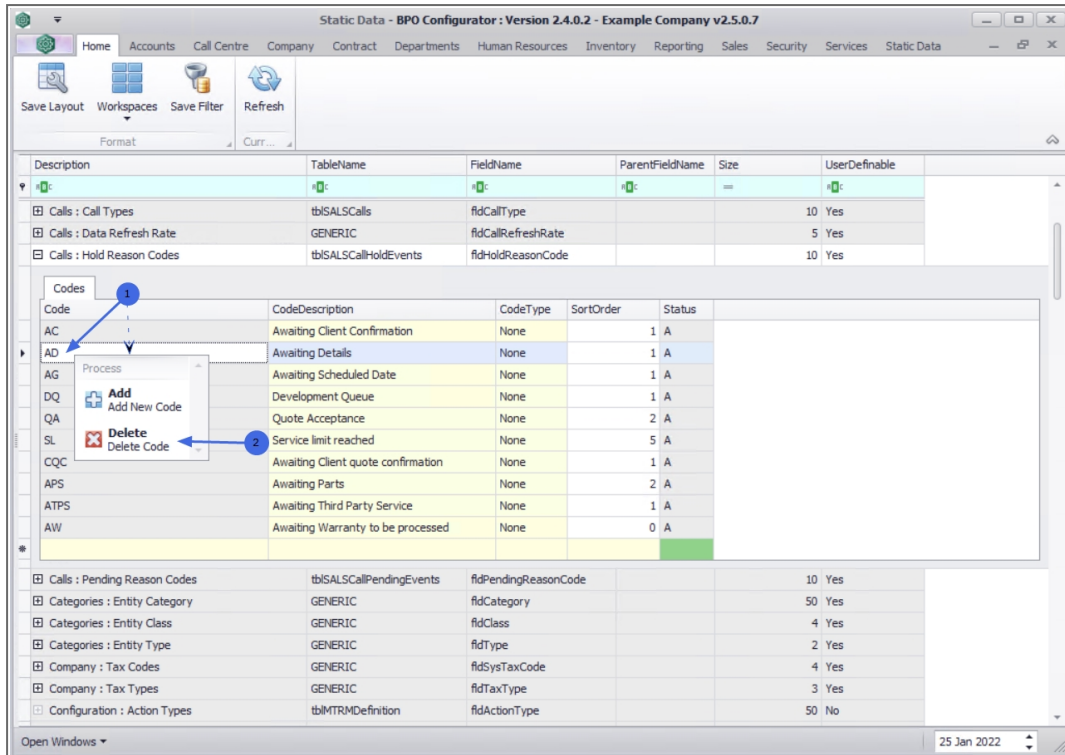 Static Data - BPO Configurator : Version 2.4.0.2 - Example Company v2.5.0.7
Home Accounts Call Centre Company Contract Departments Human Resources Inventory Reporting Sales Security Services Static Data
Save Layout Workspaces Save Filter Refresh
Format Curr...
Description TableName FieldName ParentFieldName Size UserDefinable
ABC ABC ABC ABC = ABC
Calls : Call Types tblSALSCalls fldCallType 10 Yes
Calls : Data Refresh Rate GENERIC fldCallRefreshRate 5 Yes
Calls : Hold Reason Codes tblSALSCallHoldEvents fldHoldReasonCode 10 Yes
Codes
1
Code CodeDescription CodeType SortOrder Status
AC Awaiting Client Confirmation None 1 A
AD Awaiting Details None 1 A
AG Awaiting Scheduled Date None 1 A
DQ Development Queue None 1 A
QA Quote Acceptance None 2 A
SL Service limit reached None 5 A
CQC Awaiting Client quote confirmation None 1 A
APS Awaiting Parts None 2 A
ATPS Awaiting Third Party Service None 1 A
AW Awaiting Warranty to be processed None 0 A
Process
Add
Add New Code
Delete
Delete Code
2
Calls : Pending Reason Codes tblSALSCallPendingEvents fldPendingReasonCode 10 Yes
Categories : Entity Category GENERIC fldCategory 50 Yes
Categories : Entity Class GENERIC fldClass 4 Yes
Categories : Entity Type GENERIC fldType 2 Yes
Company : Tax Codes GENERIC fldSysTaxCode 4 Yes
Company : Tax Types GENERIC fldTaxType 3 Yes
Configuration : Action Types tblMTRMDefinition fldActionType 50 No
Open Windows 25 Jan 2022